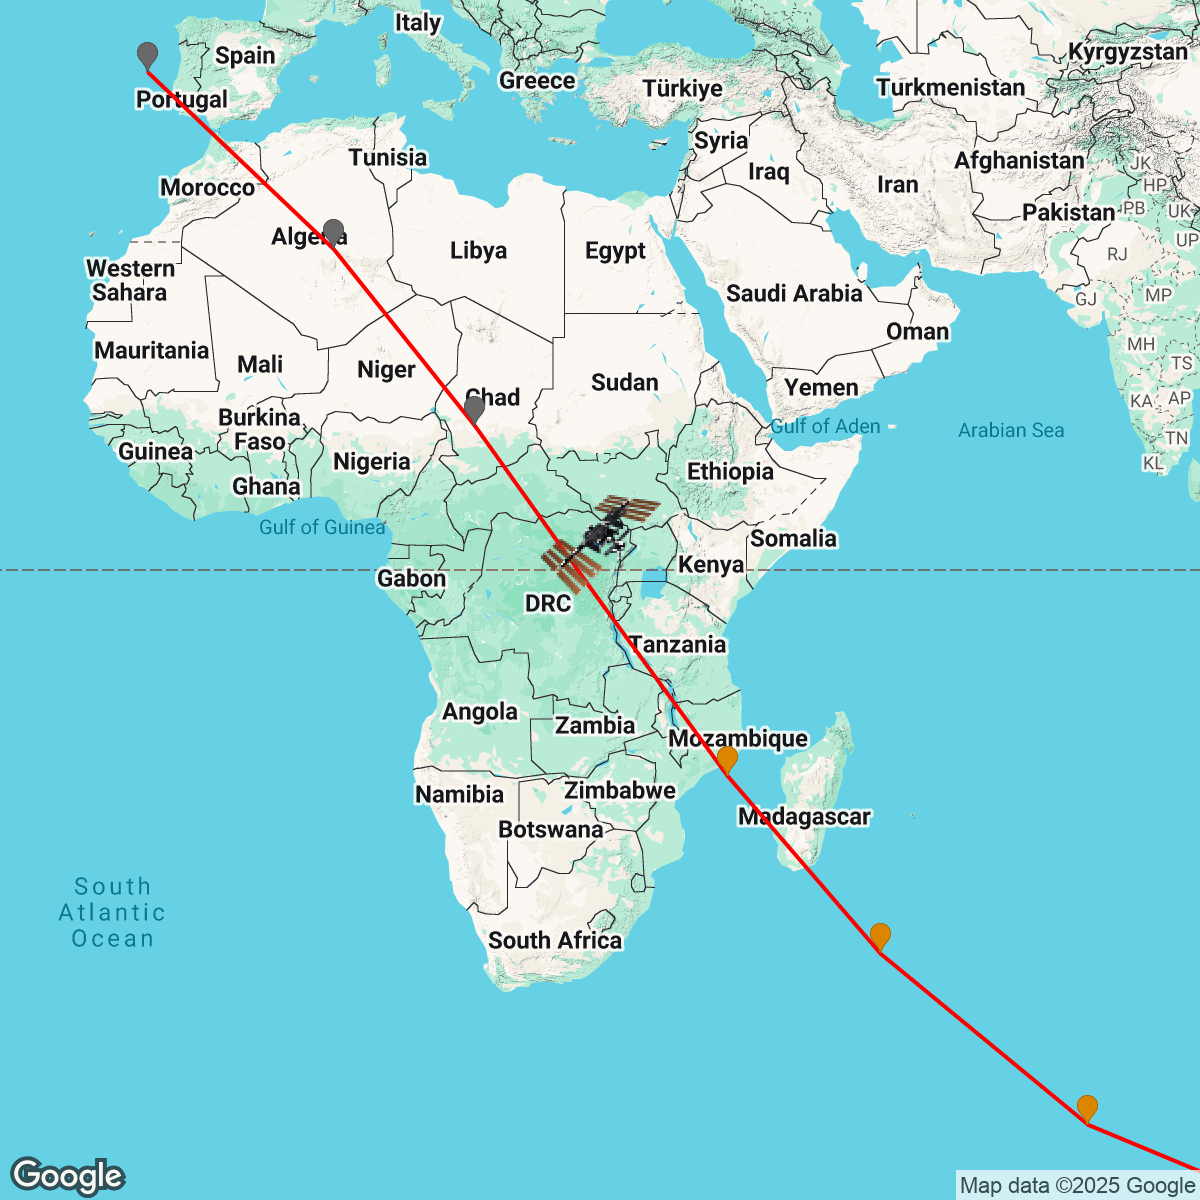 Italy
Spain
Greece
Türkiye
Kyrgyzstan
Turkmenistan
Portugal
Tunisia
Syria
Iraq
Afghanistan
JK
HP
Morocco
Iran
Pakistan
PB
UK
Algeria
Libya
Egypt
UP
RJ
Western
Sahara
Saudi Arabia
GJ
MP
Oman
Mauritania
Mali
Niger
MH
TS
Chad
Sudan
Yemen
KA
AP
Burkina
Faso
Gulf of Aden
Arabian Sea
TN
Guinea
Nigeria
Ethiopia
KL
Ghana
Gulf of Guinea
Somalia
Gabon
Kenya
DRC
Tanzania
Angola
Zambia
Mozambique
Namibia
Zimbabwe
Botswana
Madagascar
South
Atlantic
Ocean
South Africa
Google
Map data ©2025 Google